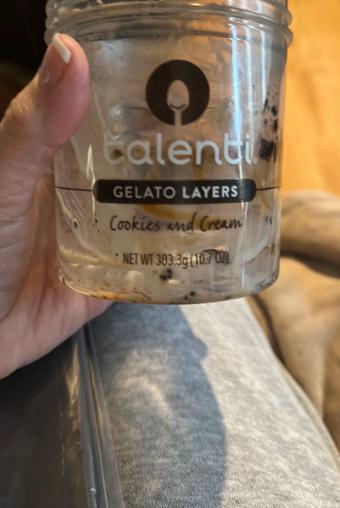 talenti
GELATO LAYERS
Cookies and Cream
NET WT 303.3g (10.7 OZ)